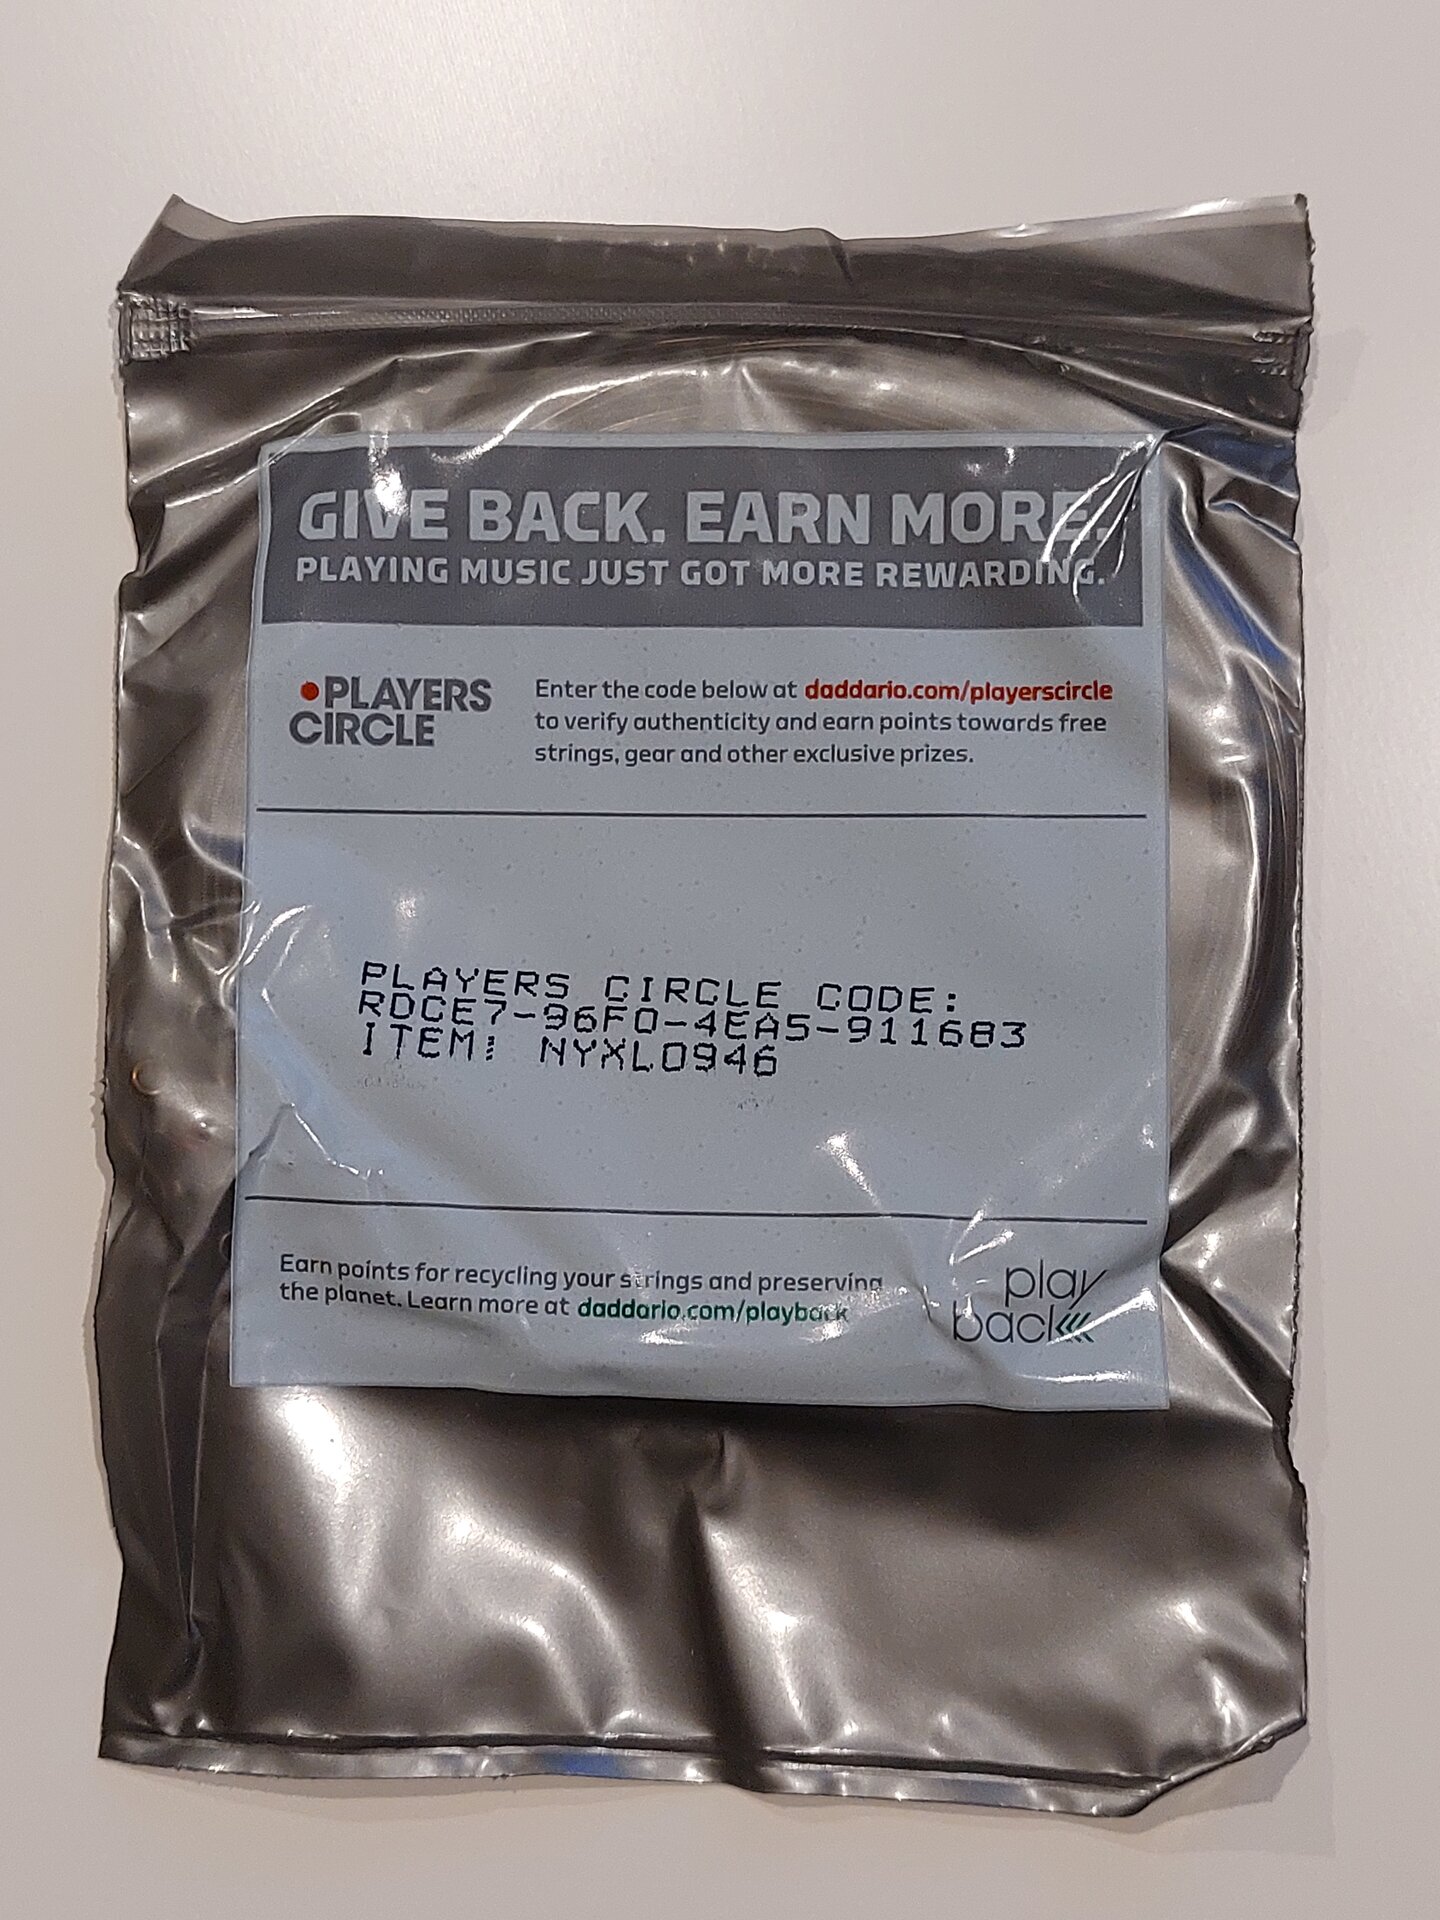 GIVE BACK. EARN MORE.
PLAYING MUSIC JUST GOT MORE REWARDING.
PLAYERS
CIRCLE
Enter the code below at daddario.com/playerscircle
to verify authenticity and earn points towards free
strings, gear and other exclusive prizes.
PLAYERS CIRCLE CODE:
RDCE7-96F0-4EA5-911683
ITEM: NYXL0946
Earn points for recycling your strings and preserving
the planet. Learn more at daddario.com/playback
play
back